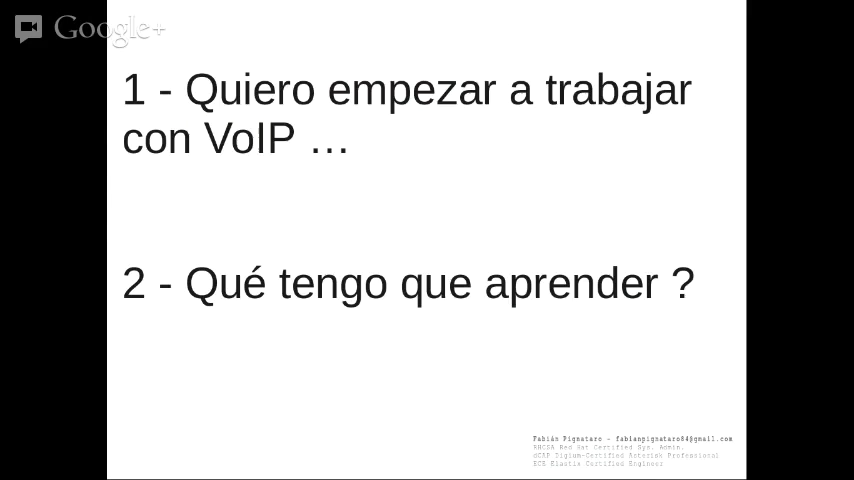 Google+
1 - Quiero empezar a trabajar
con VoIP …
2 - Qué tengo que aprender ?
Fabián Pignataro - fabianpignataro84@gmail.com
RHCSA Red Hat Certified Sys. Admin.
dCAP Digium-Certified Asterisk Professional
ECE Elastix Certified Engineer